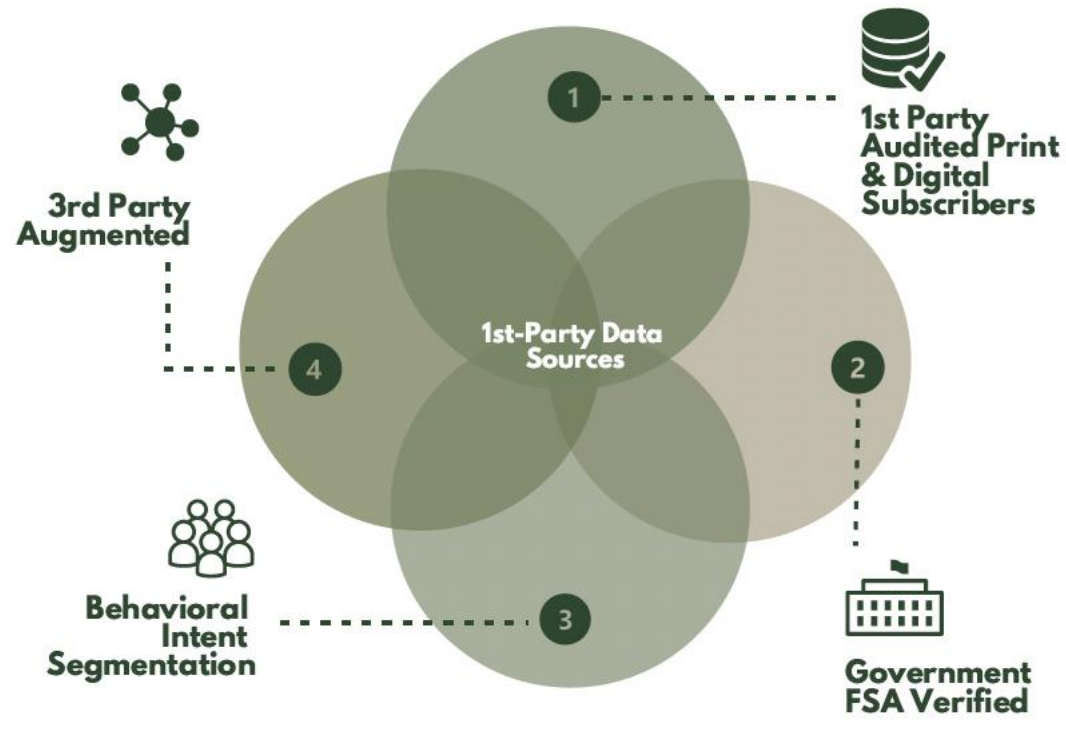 1
1st Party
Audited Print
& Digital
Subscribers
3rd Party
Augmented
1st-Party Data
Sources
2
4
Behavioral
Intent
Segmentation
3
Government
FSA Verified